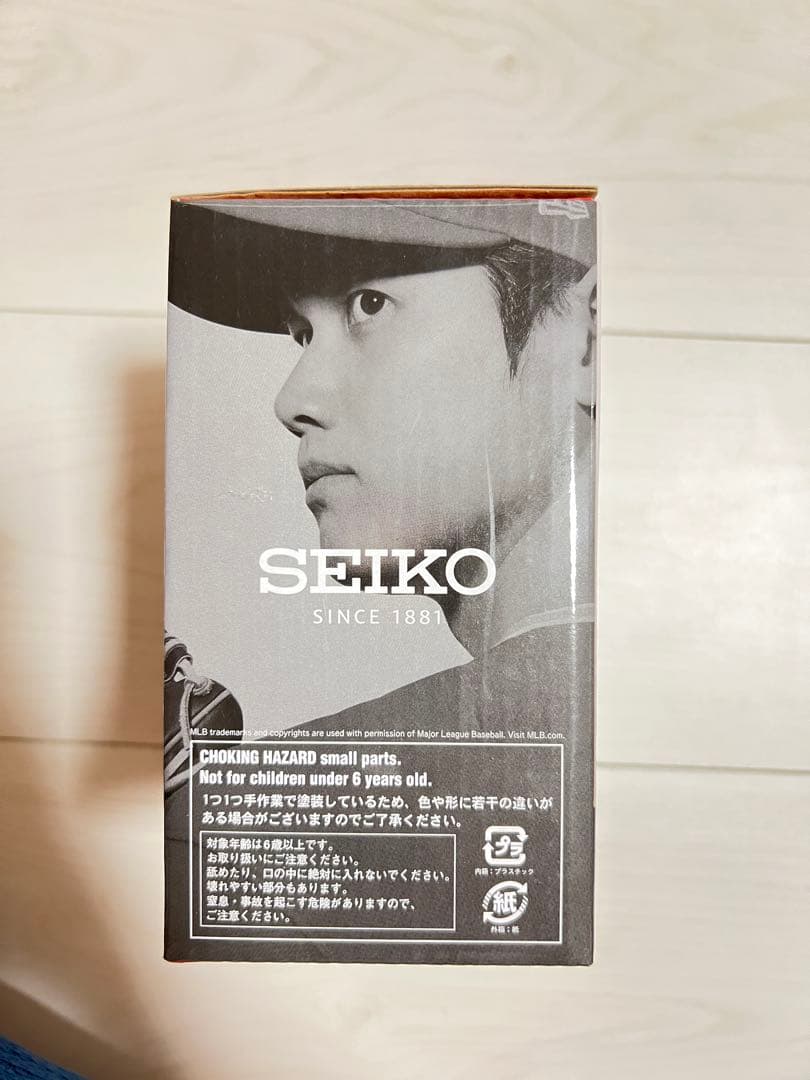 SEIKO
SINCE 1881
MLB trademarks and copyrights are used with permission of Major League Baseball. Visit MLB.com.
CHOKING HAZARD small parts.
Not for children under 6 years old.
1つ1つ手作業で塗装しているため、色や形に若干の違いが
ある場合がございますのでご了承ください。
対象年齢は6歳以上です。
お取り扱いにご注意ください。
舐めたり、口の中に絶対に入れないでください。
壊れやすい部分もあります。
窒息・事故を起こす危険がありますので、
ご注意ください。
プラ
内箱：プラスチック
紙
外箱：紙